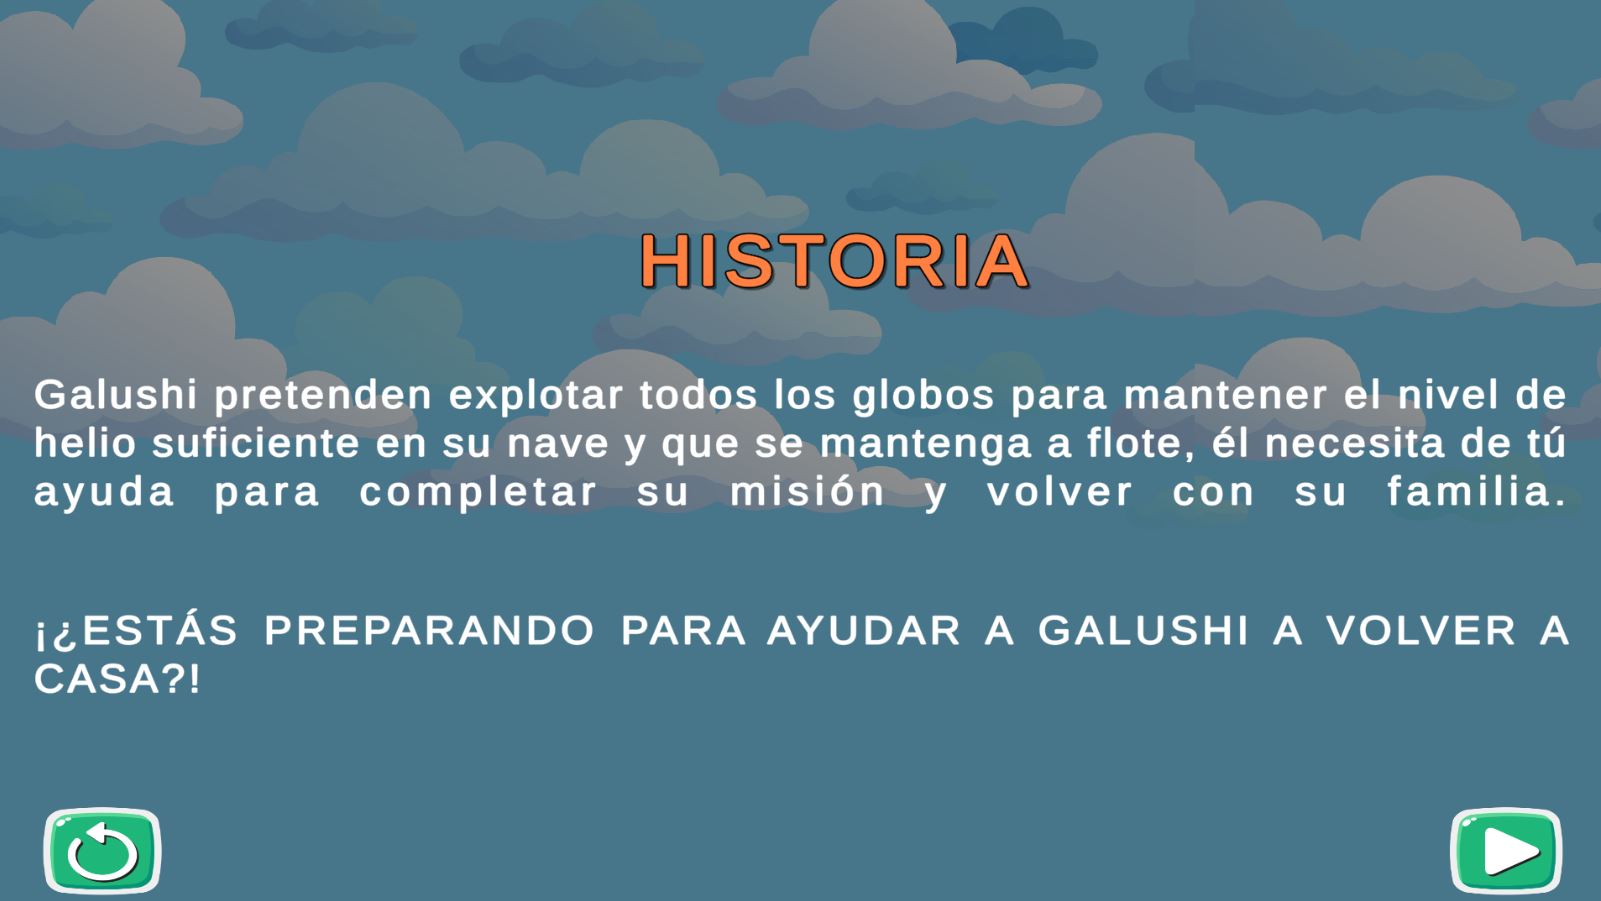 HISTORIA
Galushi pretenden explotar todos los globos para mantener el nivel de
helio suficiente en su nave y que se mantenga a flote, él necesita de tú
ayuda para completar su misión y volver con su familia.
¡¿ESTÁS PREPARANDO PARA AYUDAR A GALUSHI A VOLVER A
CASA?!